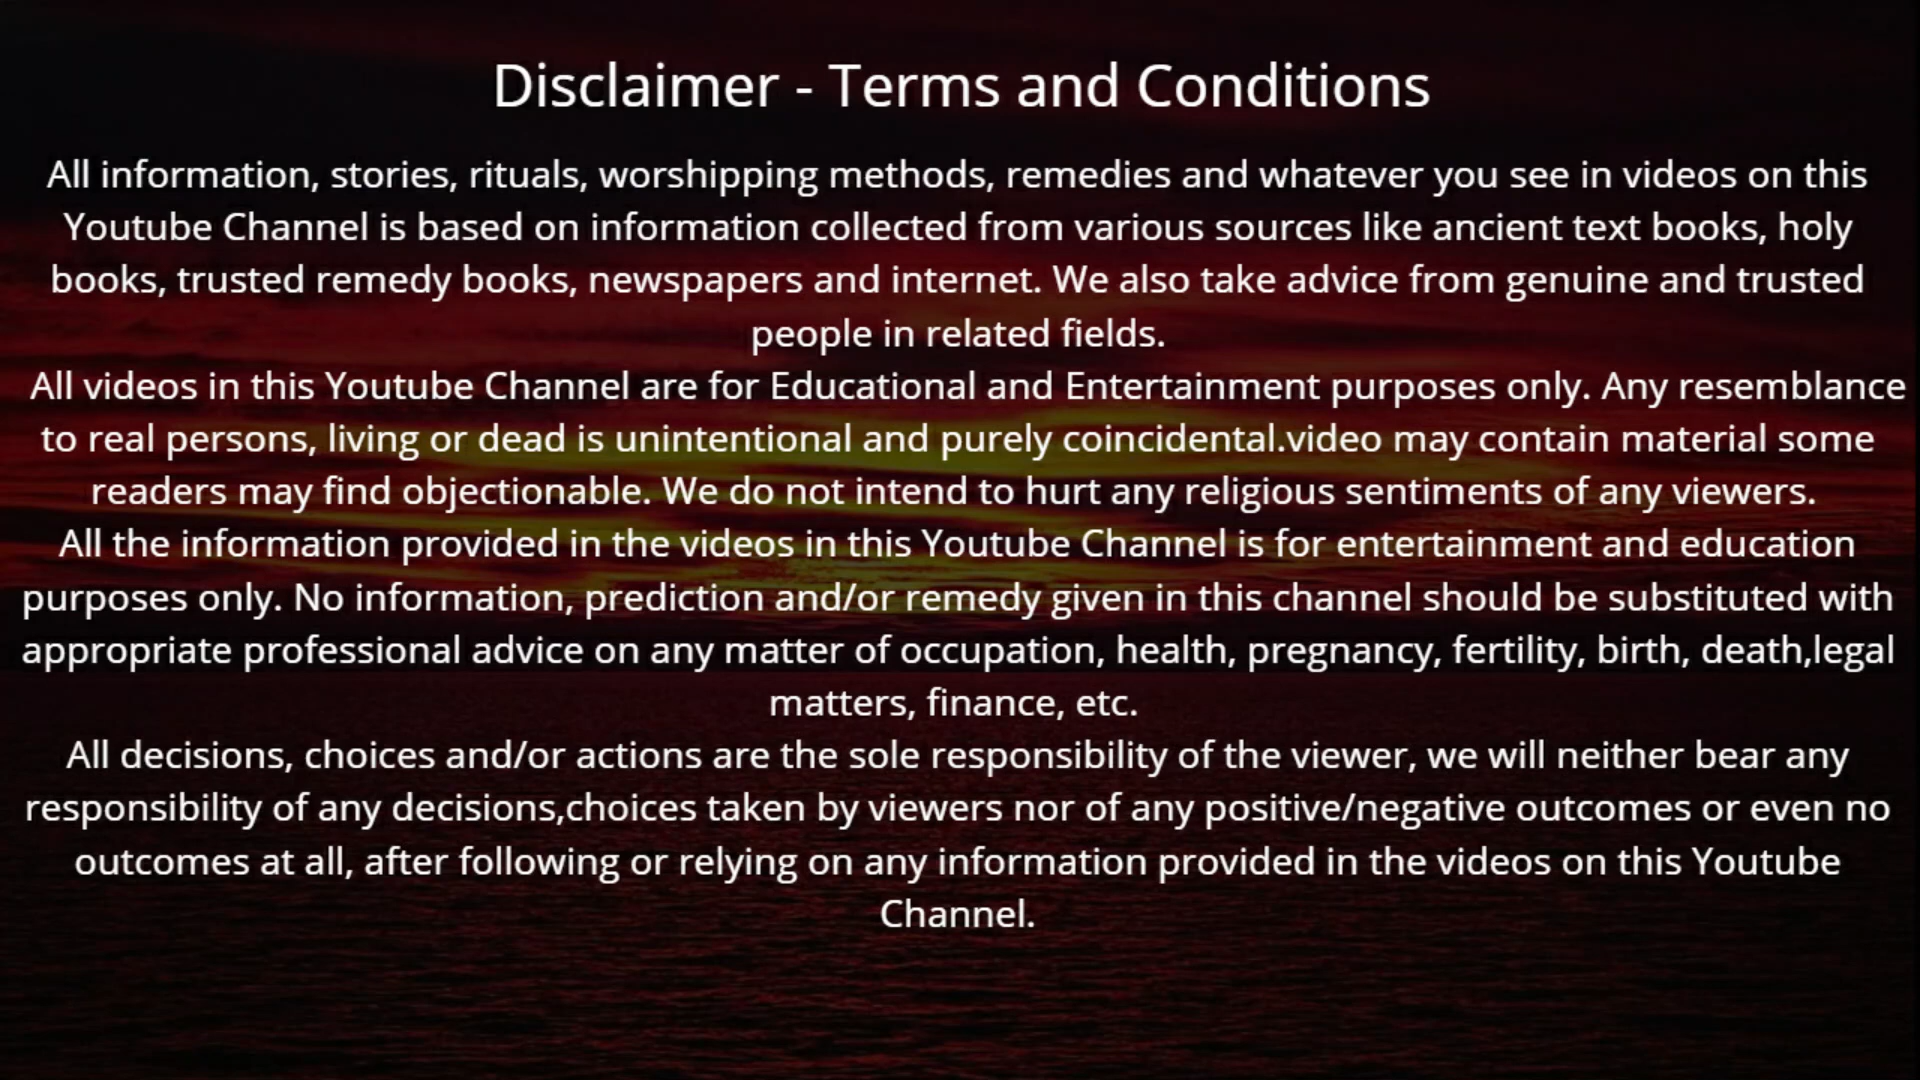 Disclaimer - Terms and Conditions
All information, stories, rituals, worshipping methods, remedies and whatever you see in videos on this
Youtube Channel is based on information collected from various sources like ancient text books, holy
books, trusted remedy books, newspapers and internet. We also take advice from genuine and trusted
people in related fields.
All videos in this Youtube Channel are for Educational and Entertainment purposes only. Any resemblance
to real persons, living or dead is unintentional and purely coincidental.video may contain material some
readers may find objectionable. We do not intend to hurt any religious sentiments of any viewers.
All the information provided in the videos in this Youtube Channel is for entertainment and education
purposes only. No information, prediction and/or remedy given in this channel should be substituted with
appropriate professional advice on any matter of occupation, health, pregnancy, fertility, birth, death,legal
matters, finance, etc.
All decisions, choices and/or actions are the sole responsibility of the viewer, we will neither bear any
responsibility of any decisions,choices taken by viewers nor of any positive/negative outcomes or even no
outcomes at all, after following or relying on any information provided in the videos on this Youtube
Channel.